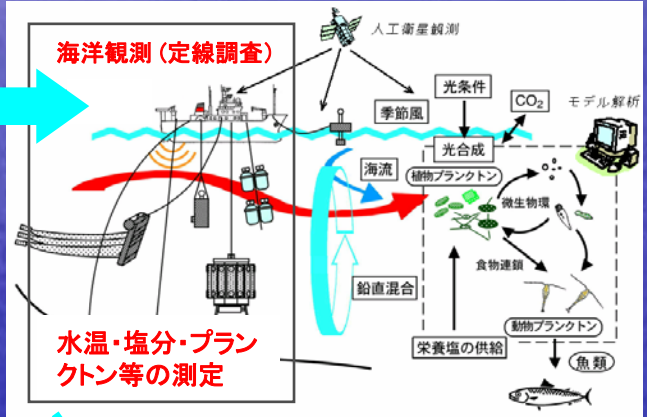 海洋観測(定線調査)
人工衛星観測
季節風
光条件
CO₂
モデル解析
光合成
海流
植物プランクトン
微生物環
食物連鎖
鉛直混合
動物プランクトン
栄養塩の供給
魚類
水温・塩分・プラン
クトン等の測定